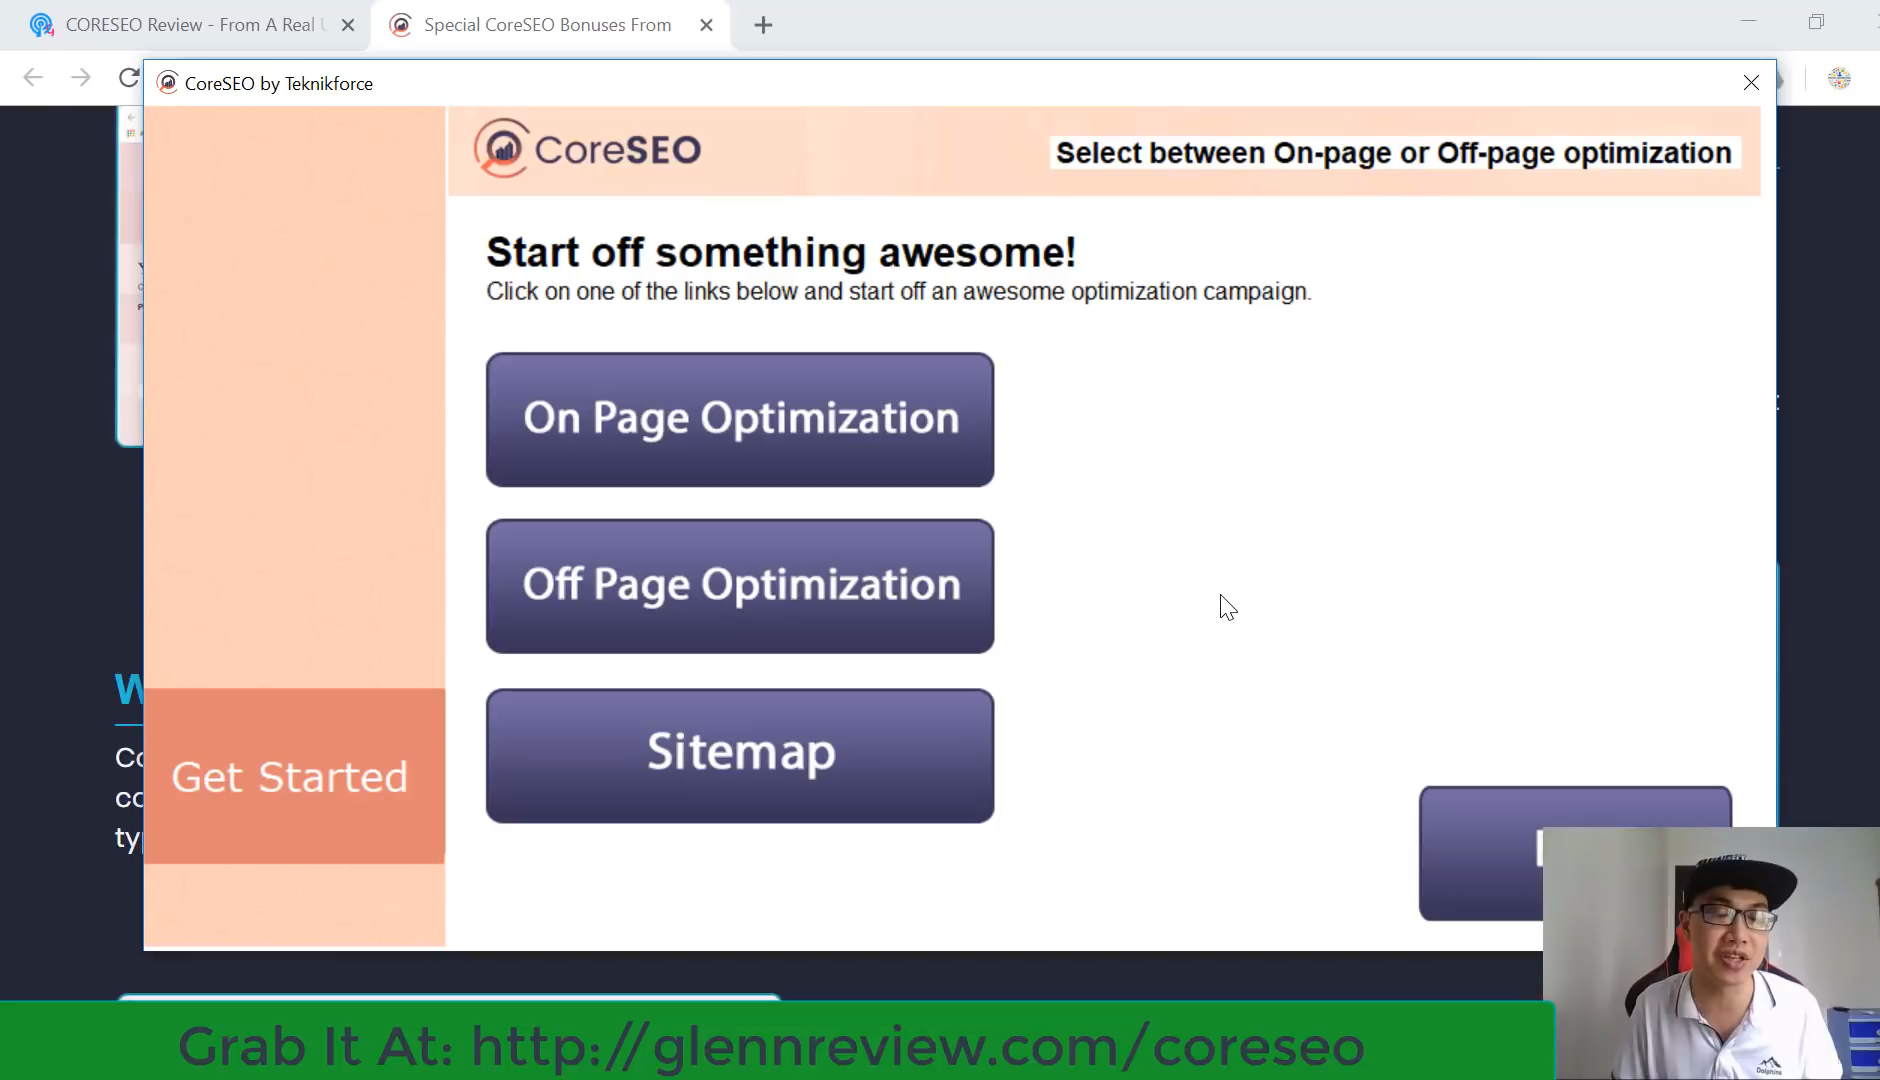 CORESEO Review - From A Real
Special CoreSEO Bonuses From
CoreSEO by Teknikforce
CoreSEO
Select between On-page or Off-page optimization
Start off something awesome!
Click on one of the links below and start off an awesome optimization campaign.
On Page Optimization
Off Page Optimization
Sitemap
Get Started
Grab It At: http://glennreview.com/coreseo
Dolphins